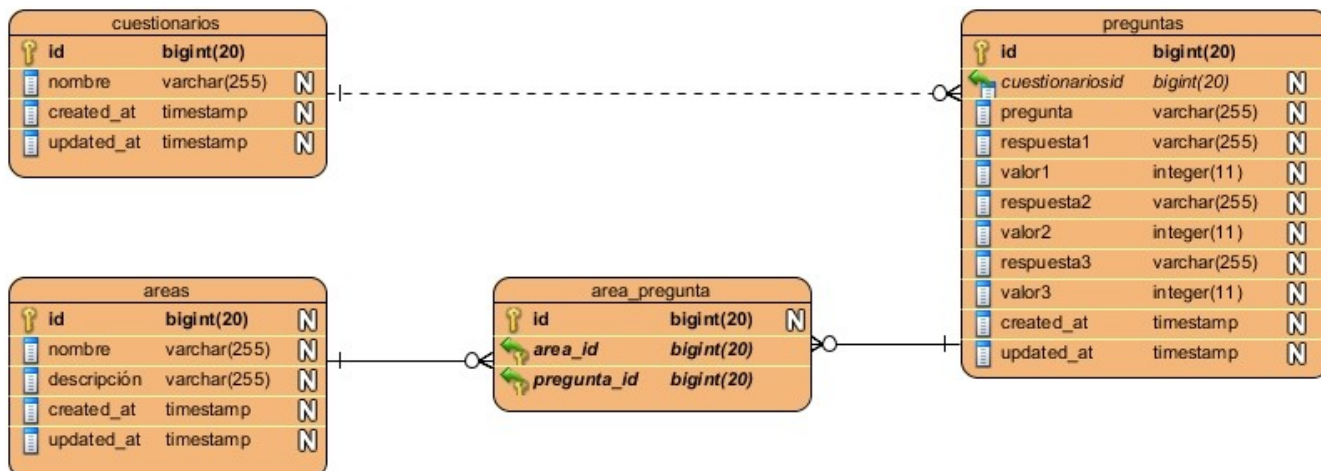 cuestionarios
id bigint(20)
nombre varchar(255) N
created_at timestamp N
updated_at timestamp N
preguntas
id bigint(20)
cuestionariosid bigint(20) N
pregunta varchar(255) N
respuesta1 varchar(255) N
valor1 integer(11) N
respuesta2 varchar(255) N
valor2 integer(11) N
respuesta3 varchar(255) N
valor3 integer(11) N
created_at timestamp N
updated_at timestamp N
areas
id bigint(20) N
nombre varchar(255) N
descripción varchar(255) N
created_at timestamp N
updated_at timestamp N
area_pregunta
id bigint(20) N
area_id bigint(20)
pregunta_id bigint(20)